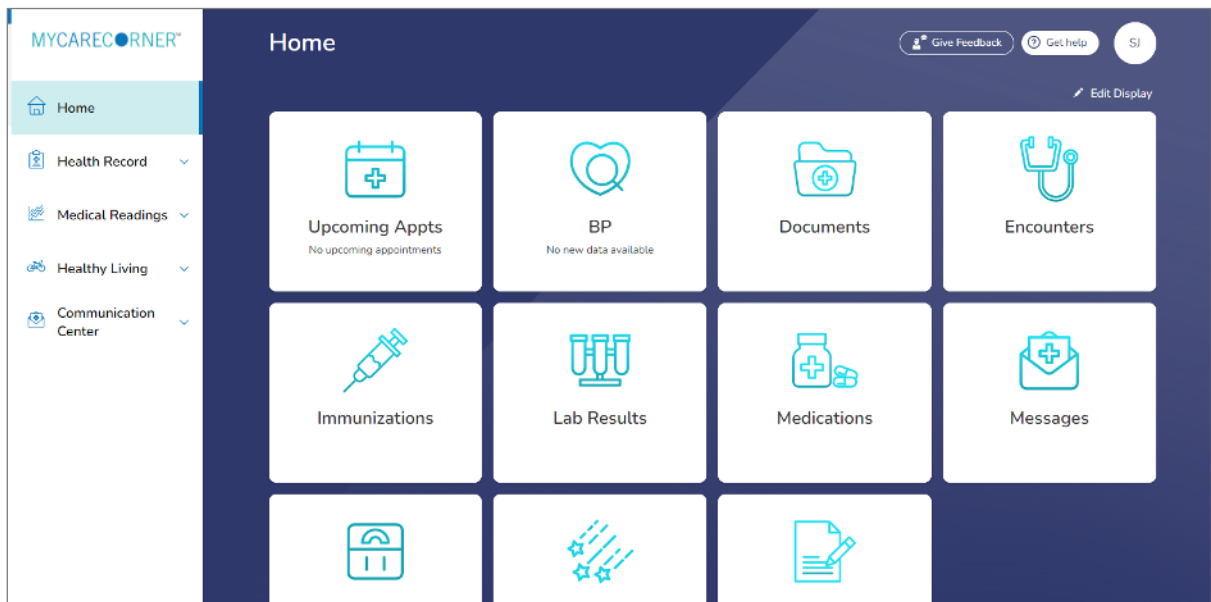 MYCARECORNER™
Home
Health Record
Medical Readings
Healthy Living
Communication
Center
Home
Give Feedback
Get help
SJ
Edit Display
Upcoming Appts
No upcoming appointments
BP
No new data available
Documents
Encounters
Immunizations
Lab Results
Medications
Messages